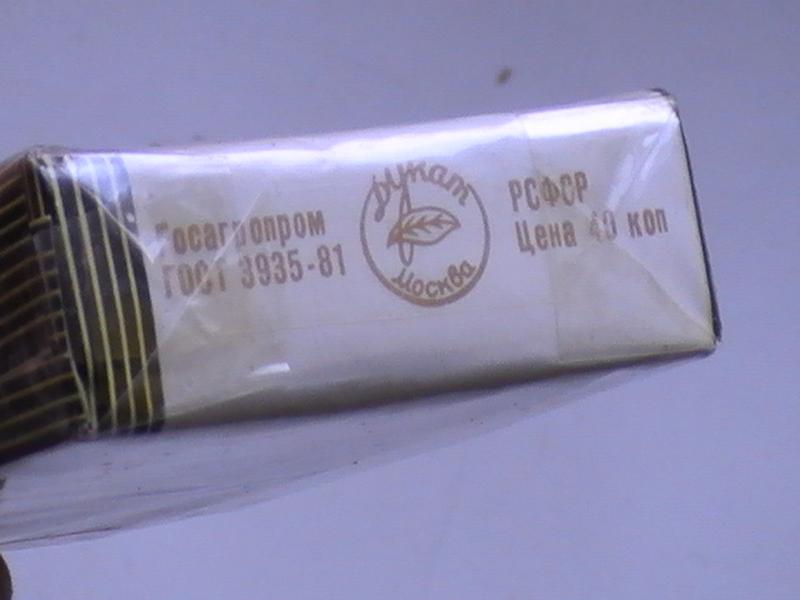 Госагропром
ГОСТ 3935-81
Дукат
Москва
РСФСР
Цена 40 коп